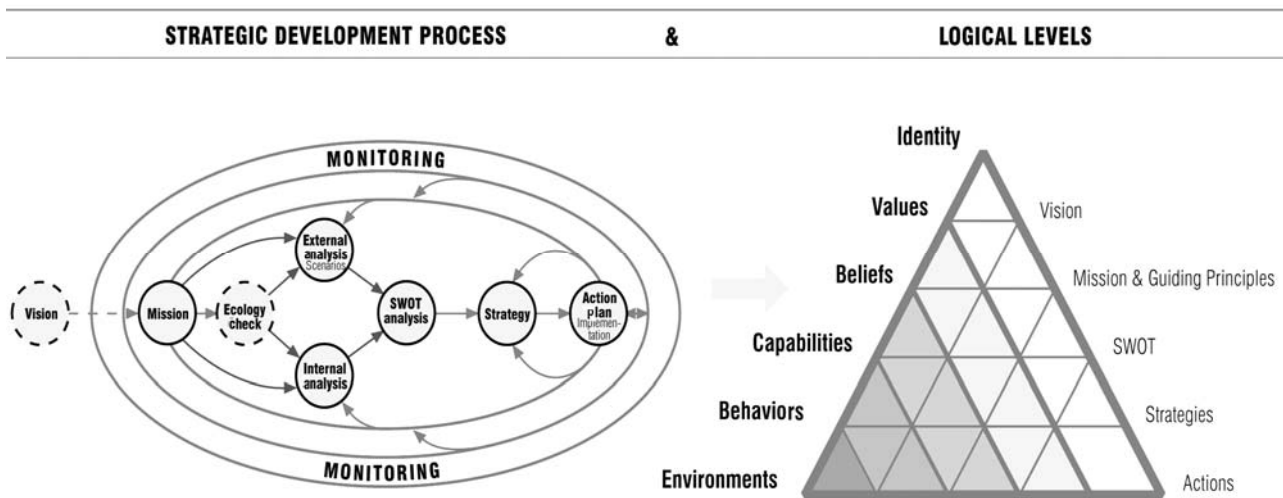 STRATEGIC DEVELOPMENT PROCESS & LOGICAL LEVELS
MONITORING
External
analysis
Scenarios
Vision
Mission
Ecology
check
SWOT
analysis
Strategy
Action
plan
Implemen-
tation
Internal
analysis
MONITORING
Identity
Values
Beliefs
Capabilities
Behaviors
Environments
Vision
Mission & Guiding Principles
SWOT
Strategies
Actions